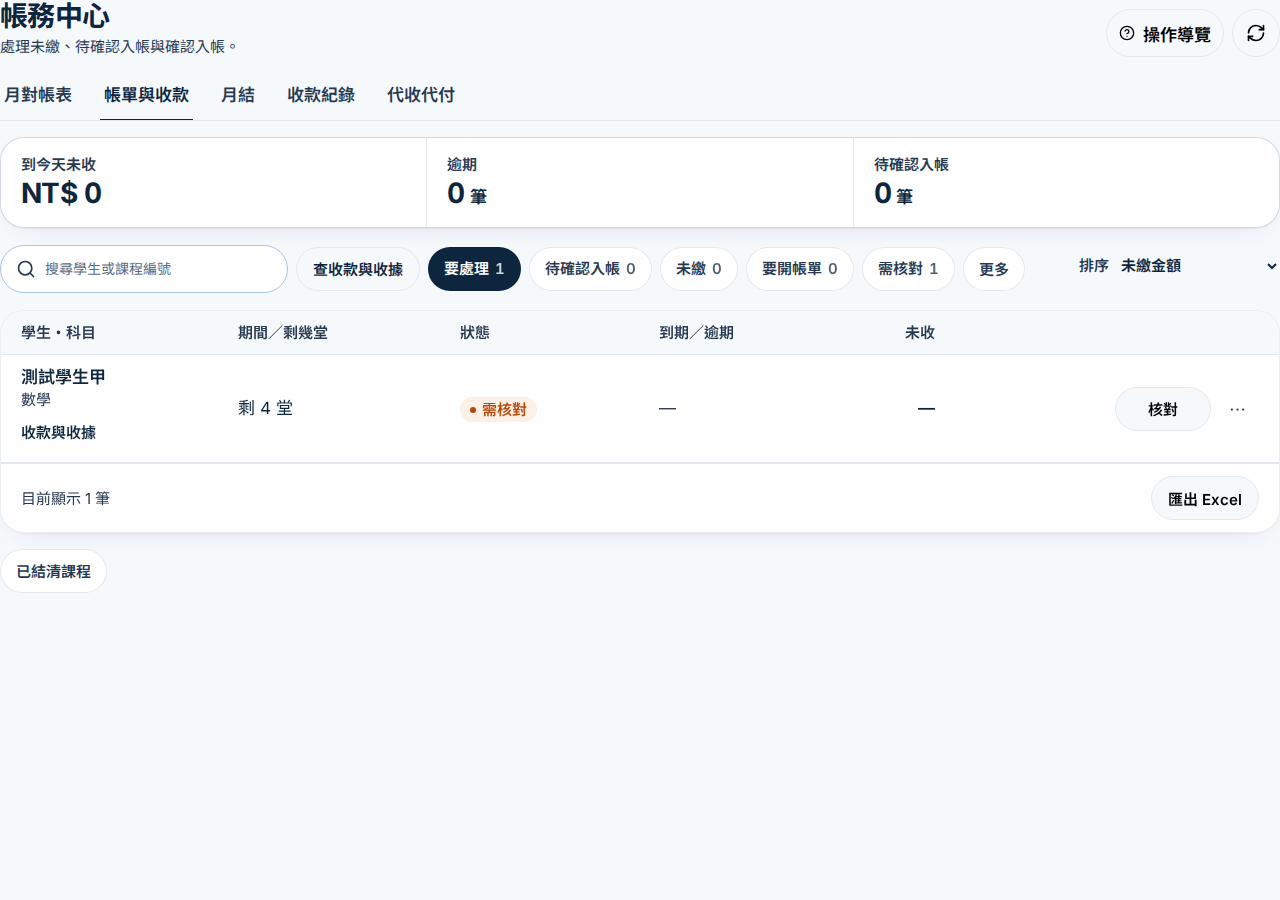 帳務中心
處理未繳、待確認入帳與確認入帳。
操作導覽
月對帳表 帳單與收款 月結 收款紀錄 代收代付
到今天未收 逾期 待確認入帳
NT$ 0 0 筆 0 筆
搜尋學生或課程編號 查收款與收據 要處理 1 待確認入帳 0 未繳 0 要開帳單 0 需核對 1 更多 排序 未繳金額
學生・科目 期間／剩幾堂 狀態 到期／逾期 未收
測試學生甲
數學
剩 4 堂 需核對 — — 核對 ⋯
收款與收據
目前顯示 1 筆 匯出 Excel
已結清課程